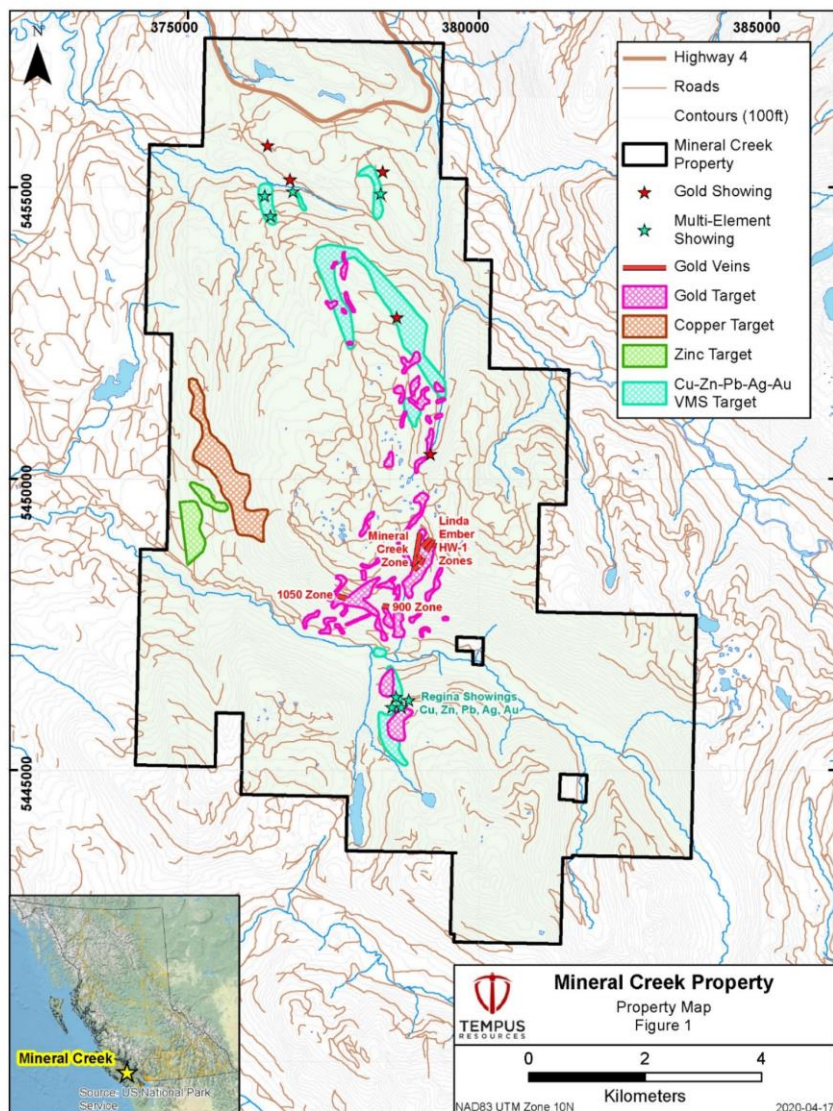 375000
380000
385000
N
Highway 4
Roads
Contours (100ft)
Mineral Creek
Property
Gold Showing
Multi-Element
Showing
Gold Veins
Gold Target
Copper Target
Zinc Target
Cu-Zn-Pb-Ag-Au
VMS Target
5455000
5450000
5445000
Mineral
Creek
Zone
Linda
Ember
HW-1
Zones
1050 Zone
900 Zone
Regina Showings
Cu, Zn, Pb, Ag, Au
Mineral Creek
Source: US National Park
Service
TEMPUS
RESOURCES
Mineral Creek Property
Property Map
Figure 1
0 2 4
Kilometers
NAD83 UTM Zone 10N
2020-04-17